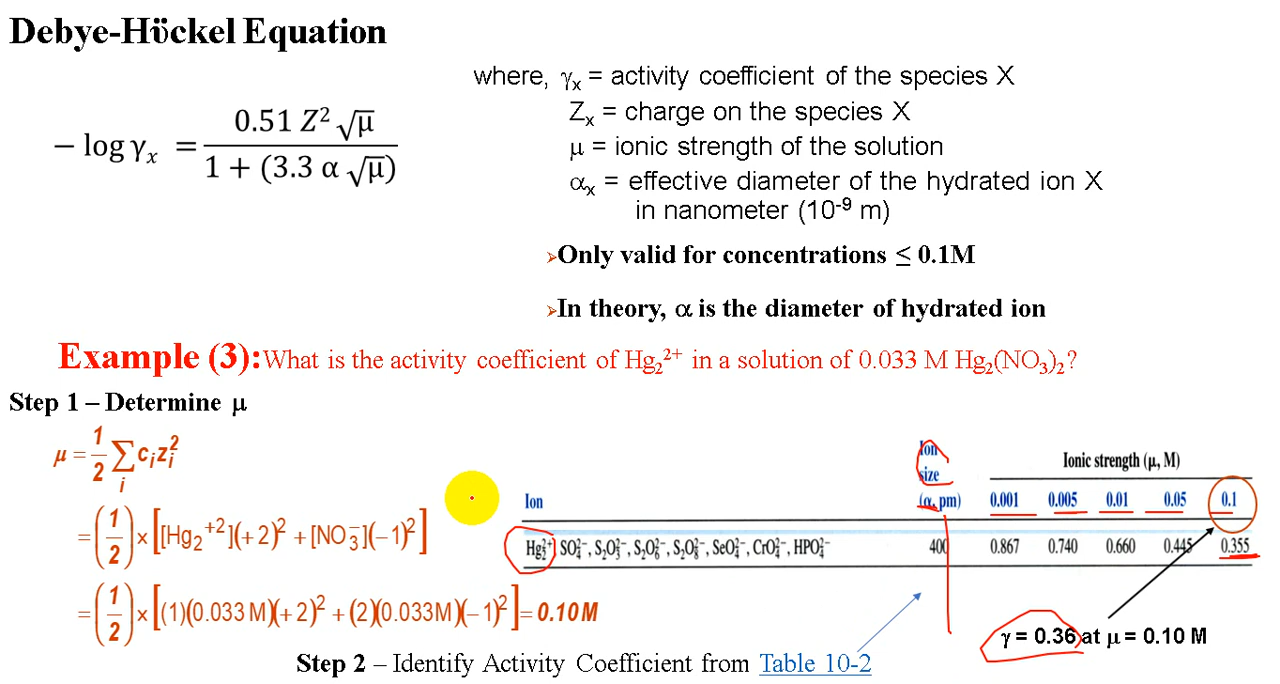 Debye-Hϋckel Equation
− log γₓ = 0.51 Z² √μ / 1 + (3.3 α √μ)
where, γₓ = activity coefficient of the species X
Zₓ = charge on the species X
μ = ionic strength of the solution
αₓ = effective diameter of the hydrated ion X
in nanometer (10⁻⁹ m)
➢Only valid for concentrations ≤ 0.1M
➢In theory, α is the diameter of hydrated ion
Example (3):What is the activity coefficient of Hg₂²⁺ in a solution of 0.033 M Hg₂(NO₃)₂?
Step 1 – Determine μ
μ = 1/2 ∑ᵢ cᵢzᵢ²
= (1/2) × [[Hg₂⁺²](+2)² + [NO₃⁻](−1)²]
= (1/2) × [(1)(0.033 M)(+2)² + (2)(0.033M)(−1)²] = 0.10 M
Ion
size
Ionic strength (μ, M)
Ion (α, pm) 0.001 0.005 0.01 0.05 0.1
Hg₂²⁺, SO₄²⁻, S₂O₃²⁻, S₂O₆²⁻, S₂O₈²⁻, SeO₄²⁻, CrO₄²⁻, HPO₄²⁻ 400 0.867 0.740 0.660 0.445 0.355
γ = 0.36 at μ = 0.10 M
Step 2 – Identify Activity Coefficient from Table 10-2